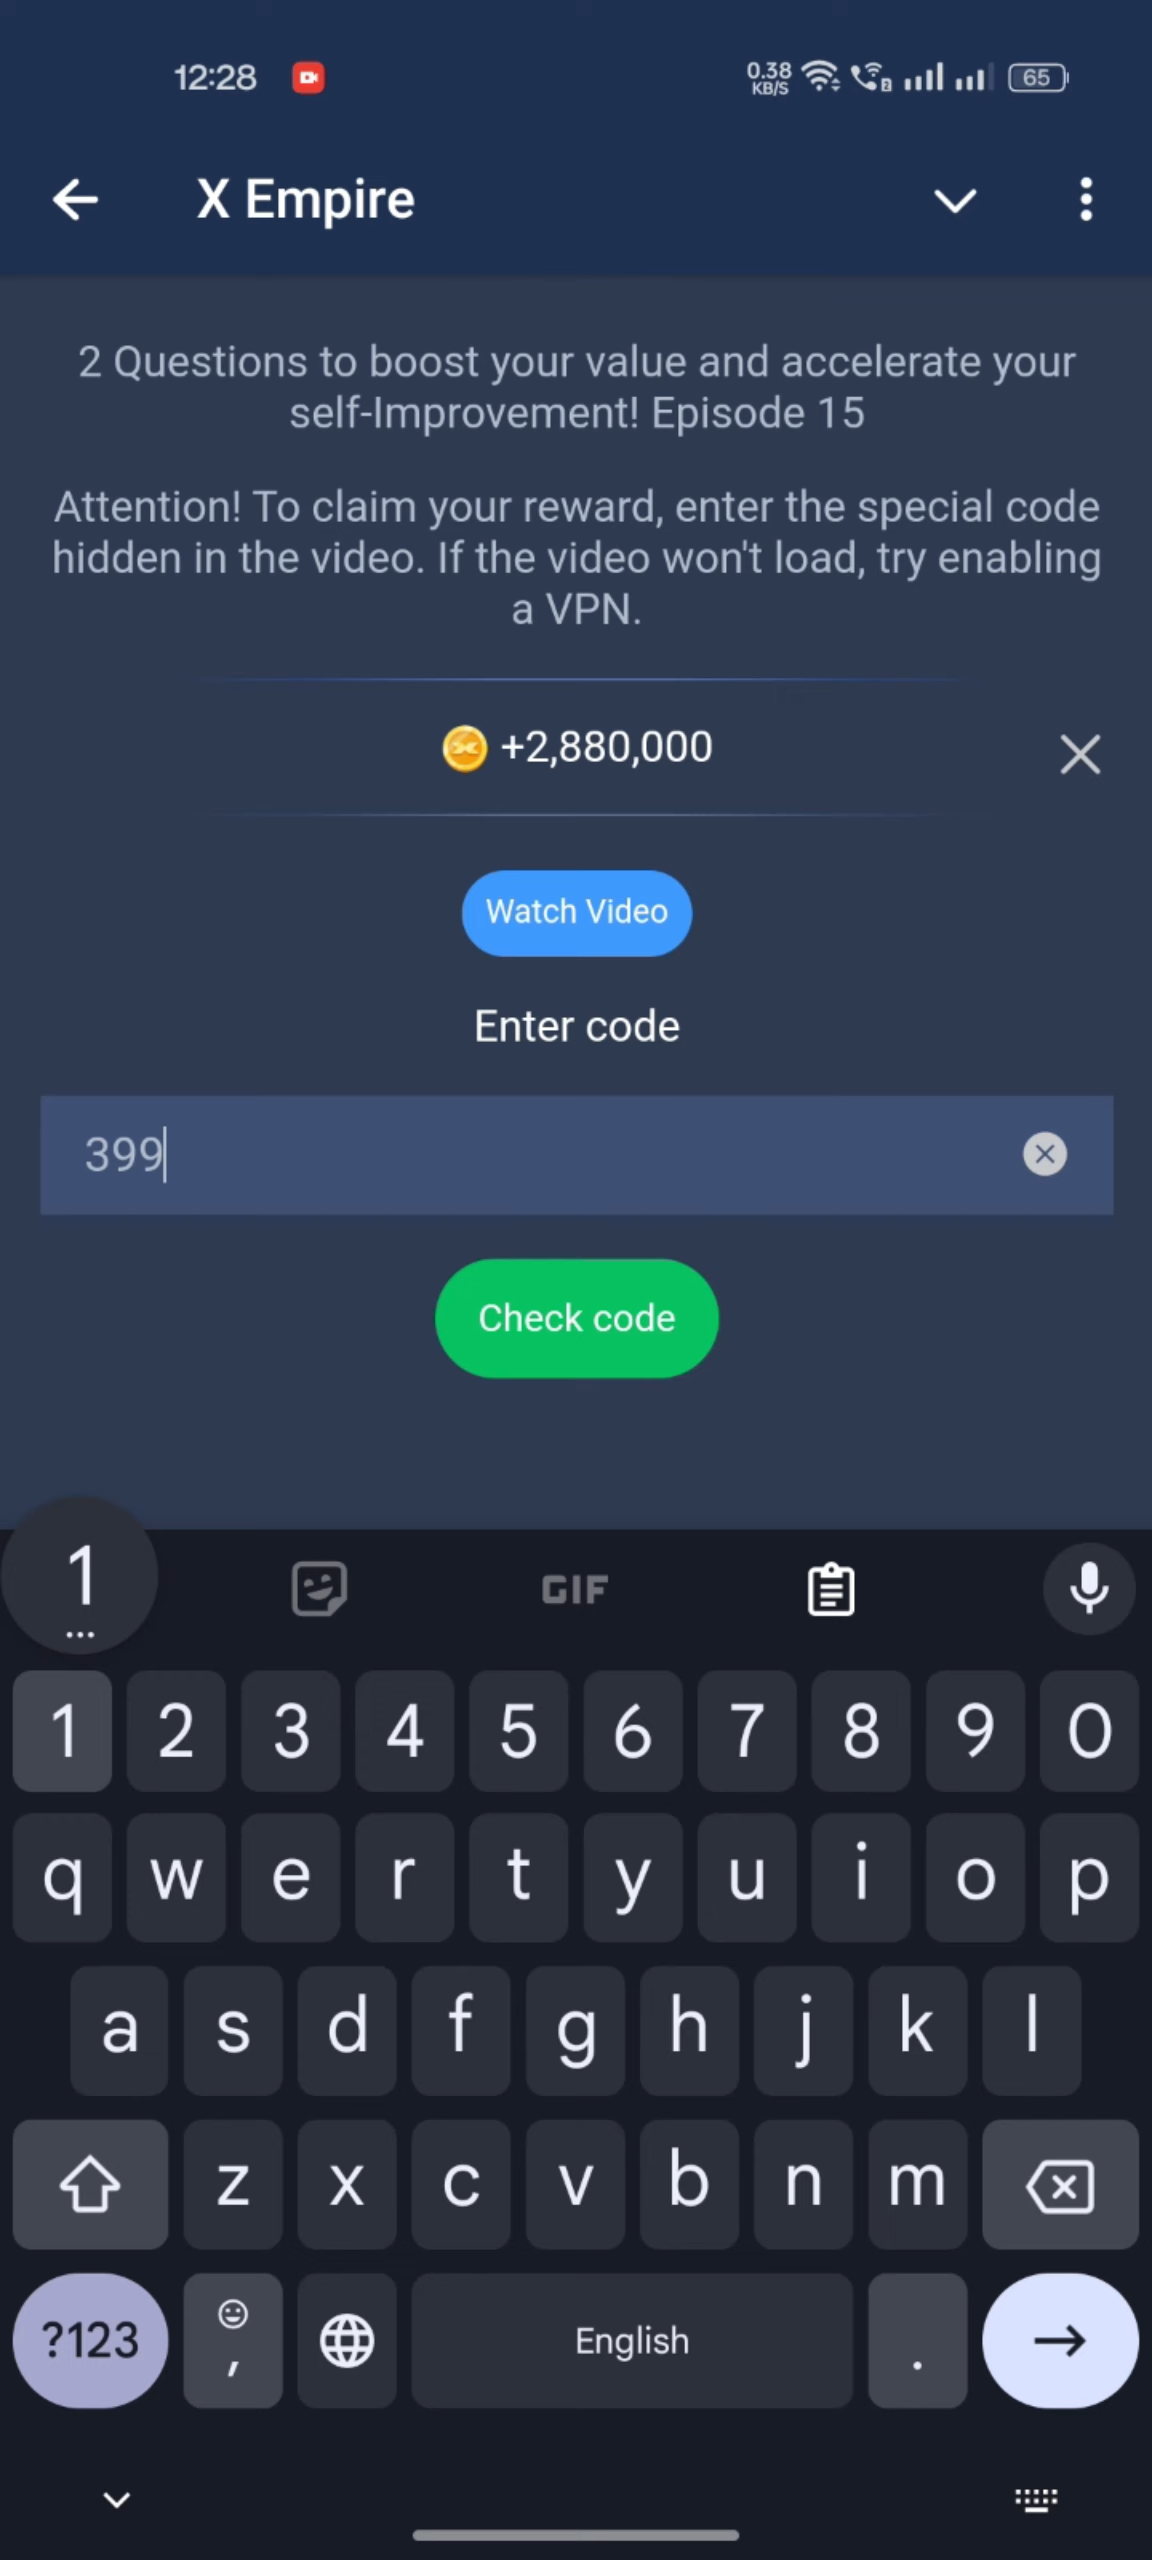 12:28
0.38
KB/S
2
65
X Empire
2 Questions to boost your value and accelerate your
self-Improvement! Episode 15
Attention! To claim your reward, enter the special code
hidden in the video. If the video won't load, try enabling
a VPN.
+2,880,000
Watch Video
Enter code
399
Check code
1
...
GIF
1 2 3 4 5 6 7 8 9 0
q w e r t y u i o p
a s d f g h j k l
z x c v b n m
?123 , English .